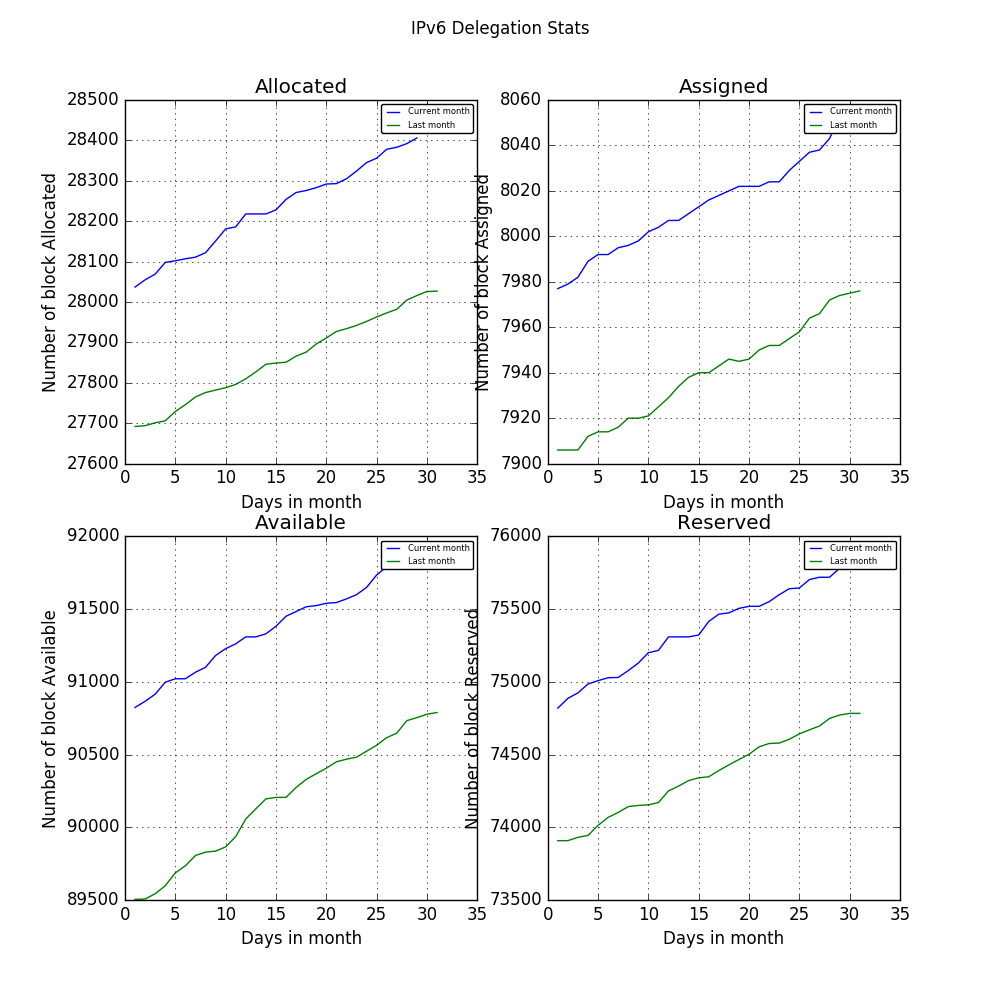 IPv6 Delegation Stats
Allocated
Number of block Allocated
28500
28400
28300
28200
28100
28000
27900
27800
27700
27600
Current month
Last month
0 5 10 15 20 25 30 35
Days in month
Assigned
Number of block Assigned
8060
8040
8020
8000
7980
7960
7940
7920
7900
Current month
Last month
0 5 10 15 20 25 30 35
Days in month
Available
Number of block Available
92000
91500
91000
90500
90000
89500
Current month
Last month
0 5 10 15 20 25 30 35
Days in month
Reserved
Number of block Reserved
76000
75500
75000
74500
74000
73500
Current month
Last month
0 5 10 15 20 25 30 35
Days in month